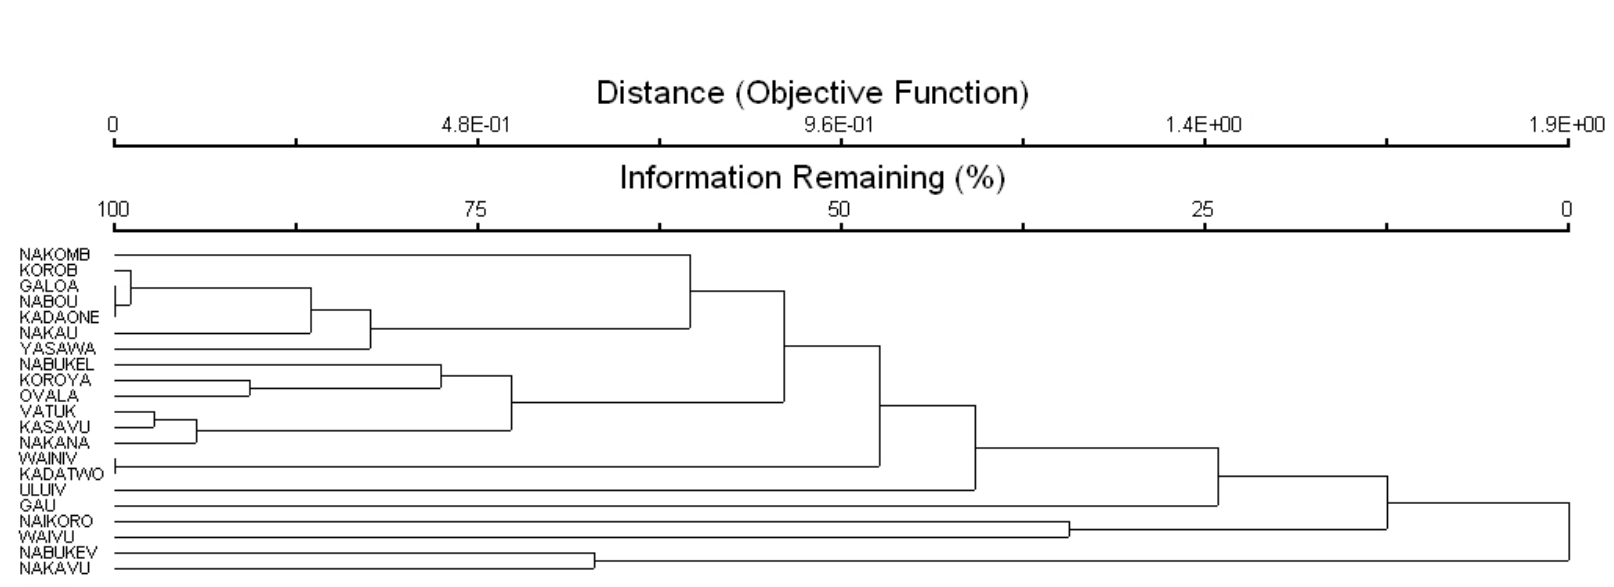 Distance (Objective Function)
0 4.8E-01 9.6E-01 1.4E+00 1.9E+00
Information Remaining (%)
100 75 50 25 0
NAKOMB
KOROB
GALOA
NABOU
KADAONE
NAKAU
YASAWA
NABUKEL
KOROYA
OVALA
VATUK
KASAVU
NAKANA
WAINIV
KADATWO
ULUIV
GAU
NAIKORO
WAIVU
NABUKEV
NAKAVU